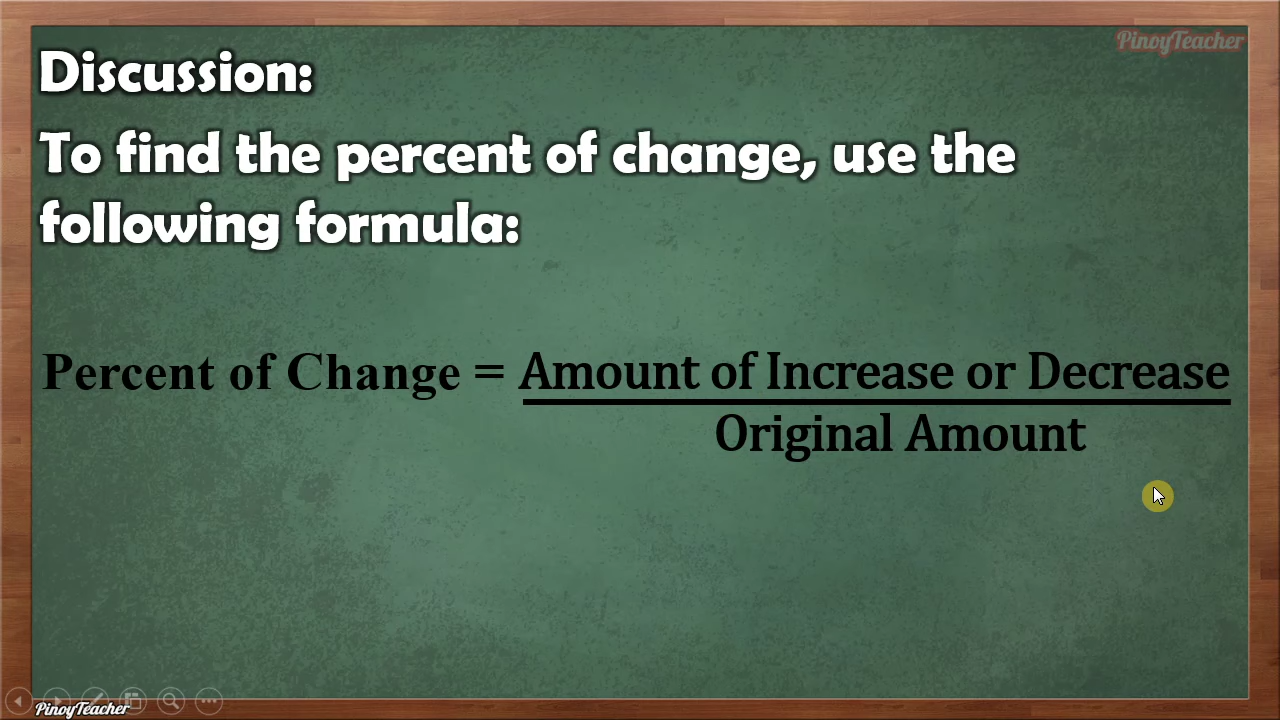 PinoyTeacher
Discussion:
To find the percent of change, use the
following formula:
Percent of Change = Amount of Increase or Decrease
Original Amount
PinoyTeacher